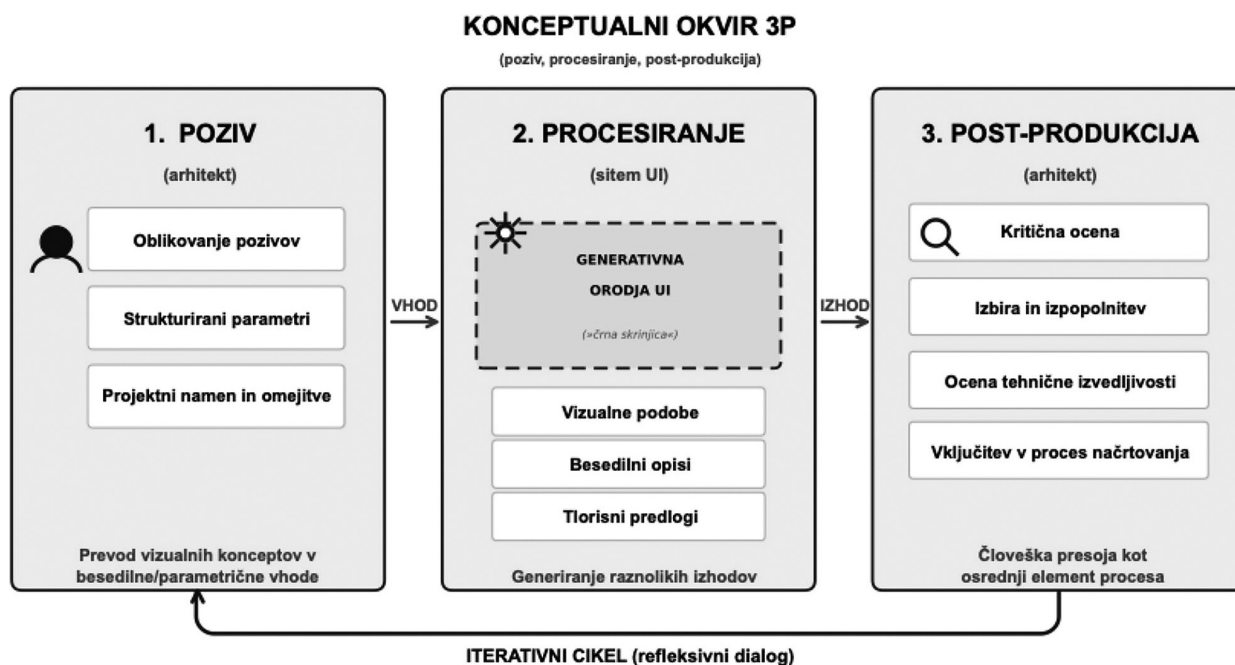 KONCEPTUALNI OKVIR 3P
(poziv, procesiranje, post-produkcija)
1. POZIV
(arhitekt)
Oblikovanje pozivov
Strukturirani parametri
Projektni namen in omejitve
Prevod vizualnih konceptov v
besedilne/parametrične vhode
VHOD
2. PROCESIRANJE
(sitem UI)
GENERATIVNA
ORODJA UI
(»črna skrinjica«)
Vizualne podobe
Besedilni opisi
Tlorisni predlogi
Generiranje raznolikih izhodov
IZHOD
3. POST-PRODUKCIJA
(arhitekt)
Kritična ocena
Izbira in izpopolnitev
Ocena tehnične izvedljivosti
Vključitev v proces načrtovanja
Človeška presoja kot
osrednji element procesa
ITERATIVNI CIKEL (refleksivni dialog)